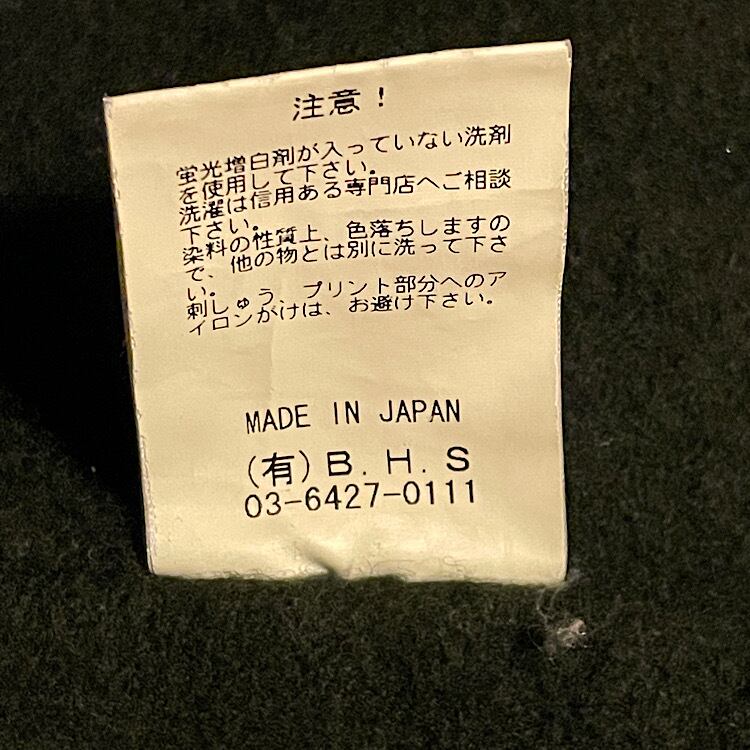 注意！
蛍光増白剤が入っていない洗剤
を使用して下さい。
洗濯は信用ある専門店へご相談
下さい。
染料の性質上、色落ちしますの
で、他の物とは別に洗って下さ
い。
刺しゅう、プリント部分へのア
イロンがけは、お避け下さい。
MADE IN JAPAN
(有)B.H.S
03-6427-0111